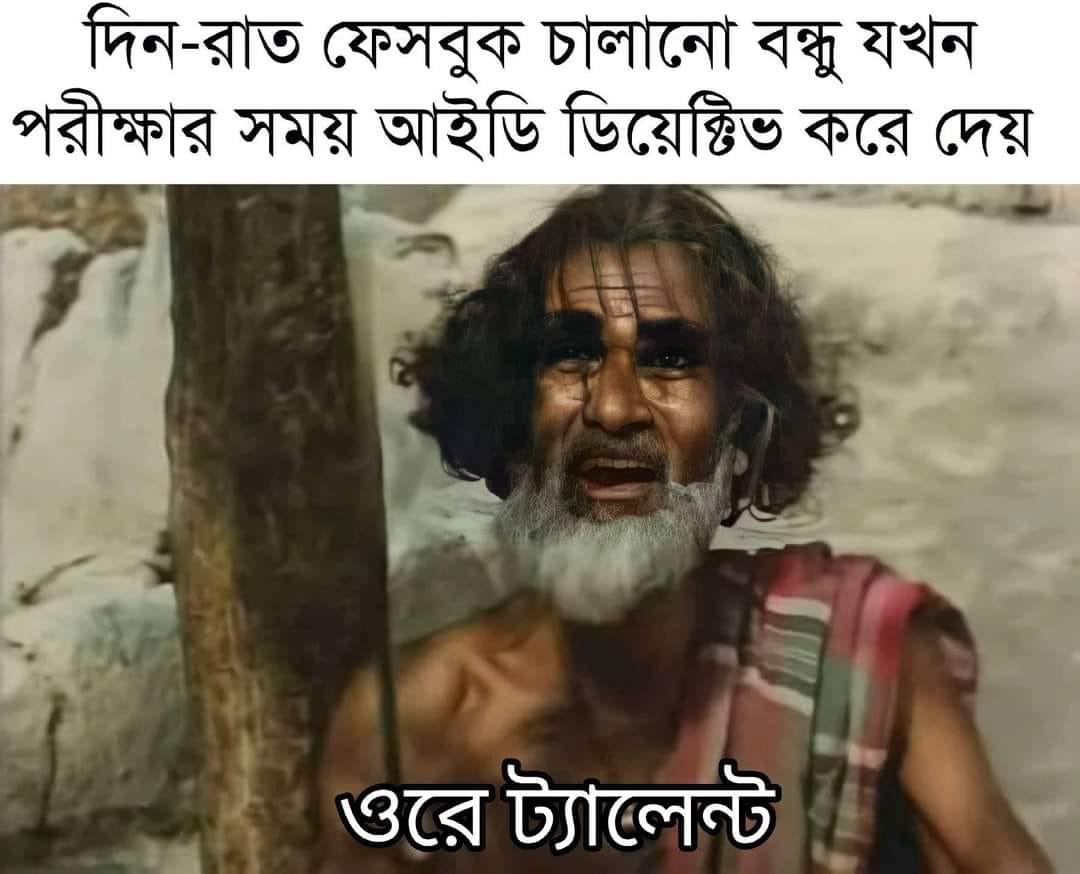 দিন-রাত ফেসবুক চালানো বন্ধু যখন
পরীক্ষার সময় আইডি ডিয়েক্টিভ করে দেয়
ওরে ট্যালেন্ট